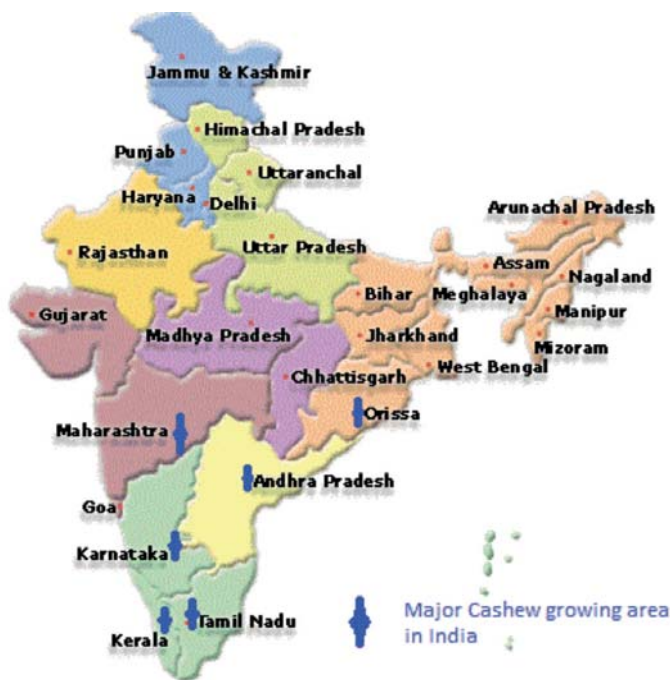 Jammu & Kashmir
Himachal Pradesh
Punjab
Uttaranchal
Haryana
Delhi
Arunachal Pradesh
Rajasthan
Uttar Pradesh
Assam
Nagaland
Bihar
Meghalaya
Gujarat
Manipur
Madhya Pradesh
Jharkhand
Mizoram
West Bengal
Chhattisgarh
Orissa
Maharashtra
Andhra Pradesh
Goa
Karnataka
Tamil Nadu
Kerala
Major Cashew growing area
in India